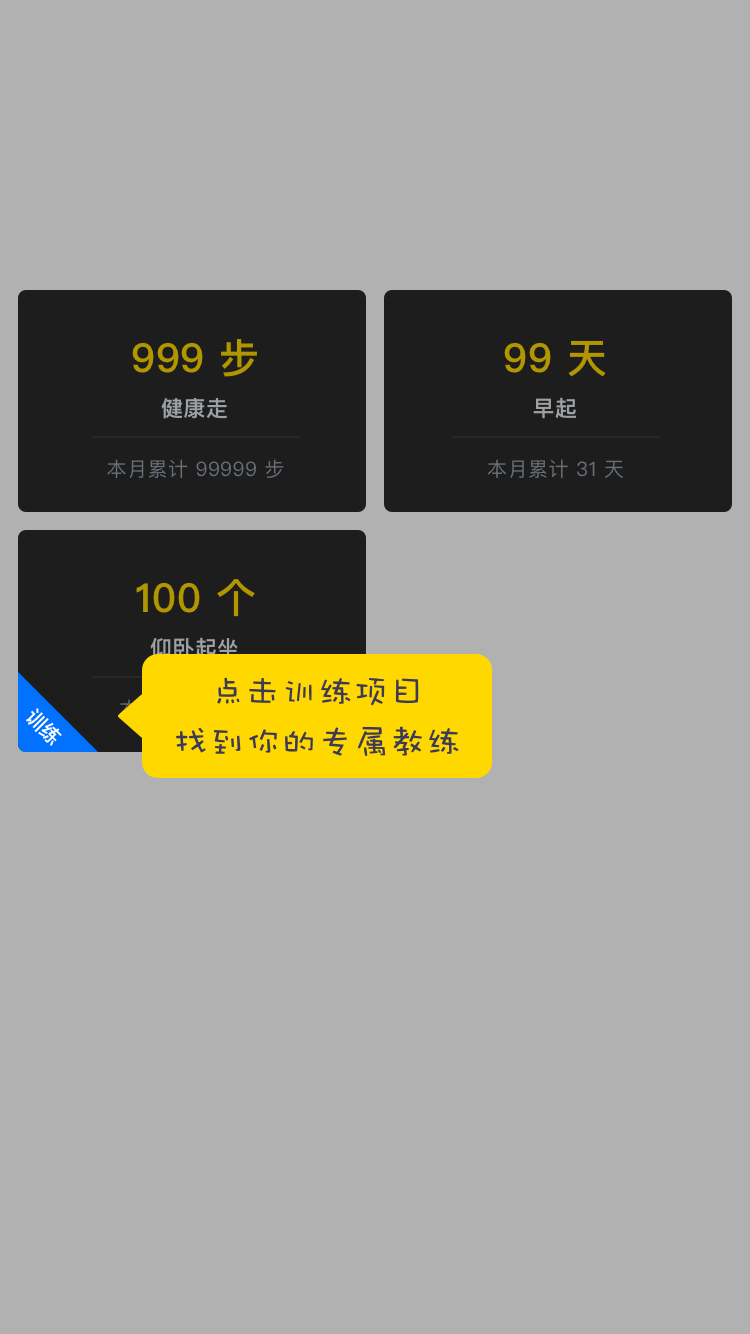 999 步
健康走
本月累计 99999 步
99 天
早起
本月累计 31 天
100 个
仰卧起坐
训练
点击训练项目
找到你的专属教练